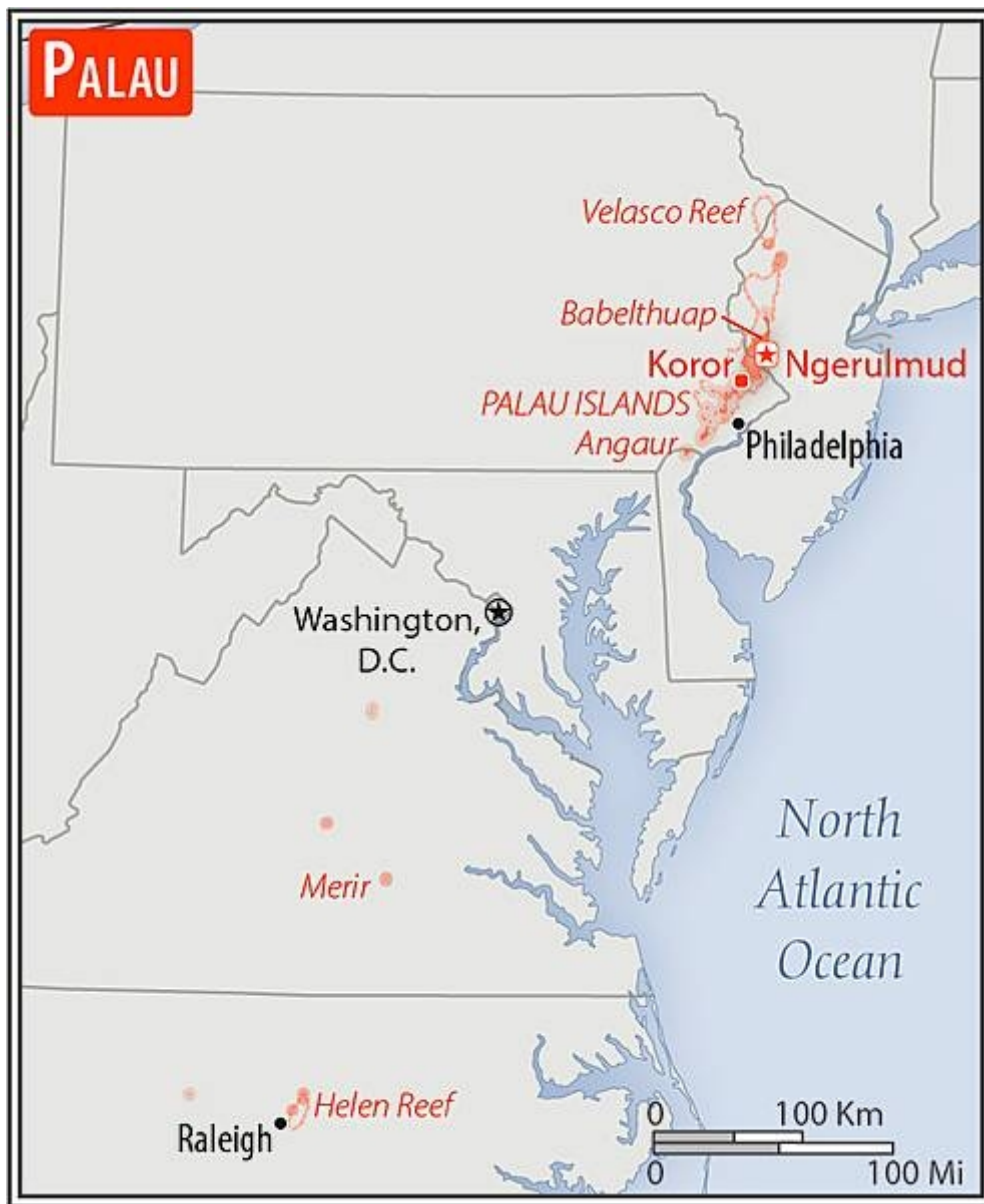 PALAU
Velasco Reef
Babelthuap
Koror
Ngerulmud
PALAU ISLANDS
Angaur
Philadelphia
Washington,
D.C.
North
Atlantic
Ocean
Merir
Helen Reef
Raleigh
0 100 Km
0 100 Mi